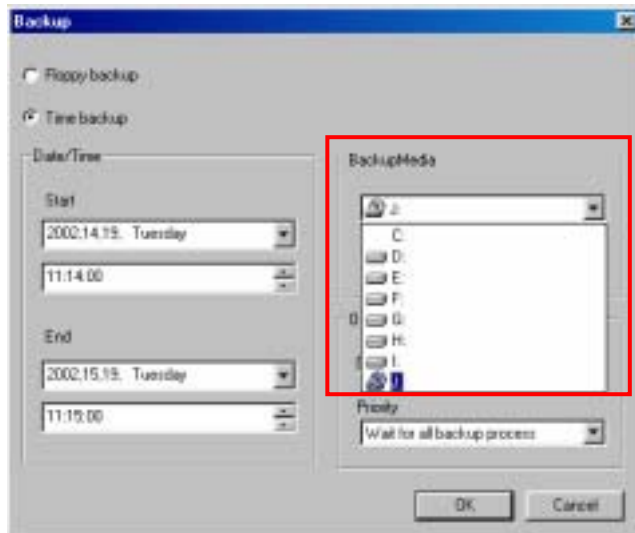 Backup
Floppy backup
Time backup
Date/Time
Start
2002,14,19, Tuesday
11:14:00
End
2002,15,19, Tuesday
11:19:00
BackupMedia
J:
C:
D:
E:
F:
G:
H:
I:
J:
Priority
Wait for all backup process
OK
Cancel